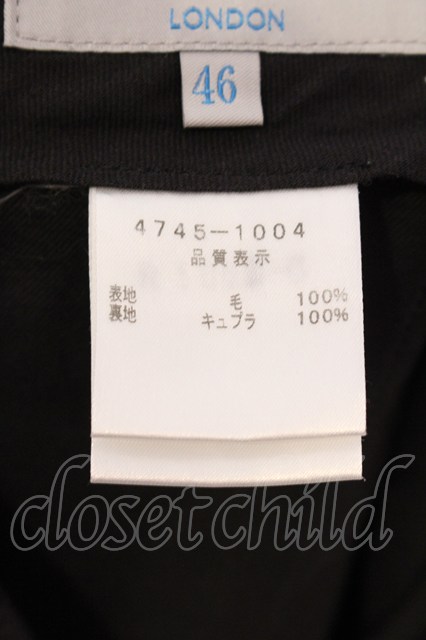 LONDON
46
4745-1004
品質表示
表地 毛 100%
裏地 キュプラ 100%
closetchild